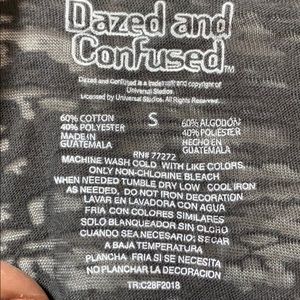 Dazed and
Confused™
Dazed and Confused is a trademark and copyright of
Universal Studios.
Licensed by Universal Studios. All Rights Reserved.
60% COTTON S 60% ALGODÓN
40% POLYESTER 40% POLIÉSTER
MADE IN HECHO EN
GUATEMALA GUATEMALA
RN# 77272
MACHINE WASH COLD. WITH LIKE COLORS,
ONLY NON-CHLORINE BLEACH
WHEN NEEDED TUMBLE DRY LOW COOL IRON
AS NEEDED. DO NOT IRON DECORATION
LAVAR EN LAVADORA CON AGUA
FRIA CON COLORES SIMILARES
SOLO BLANQUEADOR SIN CLORO
CUANDO SEA NECESARIO; SECAR
A BAJA TEMPERATURA
PLANCHA FRIA SI SE NECESITA
NO PLANCHAR LA DECORACION
TR:C28F2018